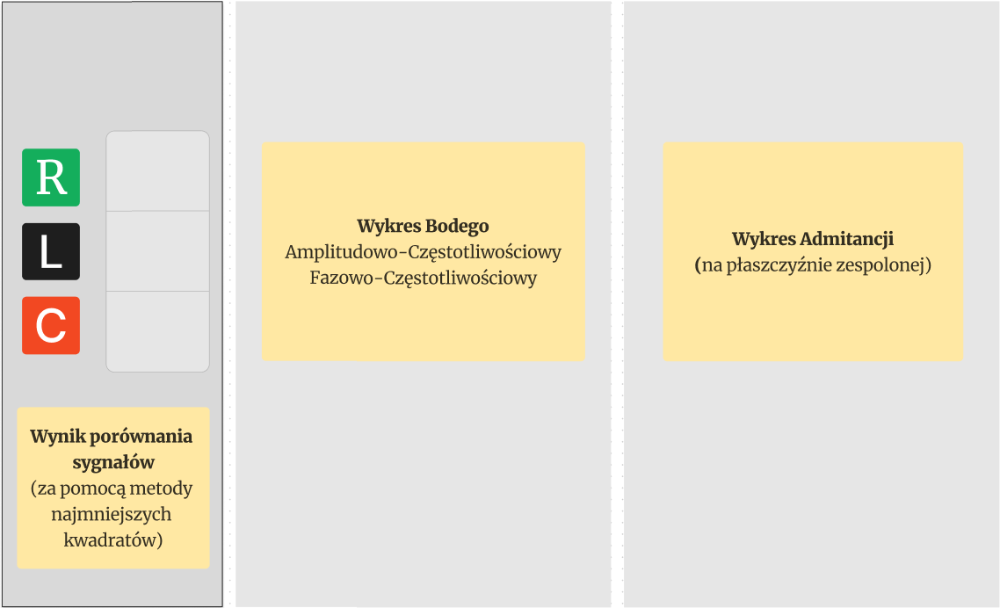 R
L
C
Wynik porównania
sygnałów
(za pomocą metody
najmniejszych
kwadratów)
Wykres Bodego
Amplitudowo-Częstotliwościowy
Fazowo-Częstotliwościowy
Wykres Admitancji
(na płaszczyźnie zespolonej)